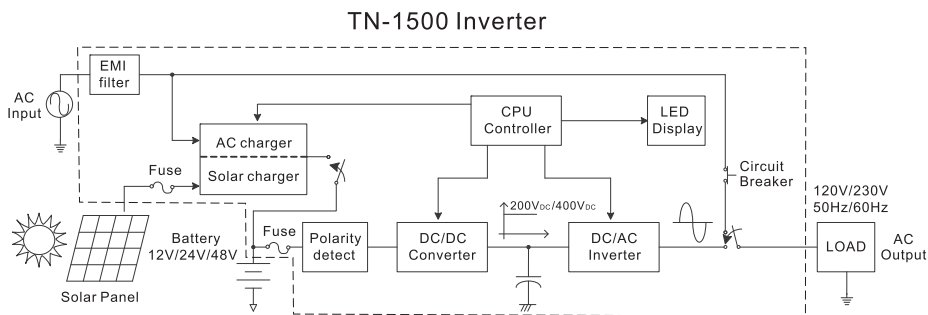 TN-1500 Inverter
EMI
filter
AC
Input
CPU
Controller
LED
Display
AC charger
Solar charger
Fuse
Circuit
Breaker
120V/230V
50Hz/60Hz
200VDC/400VDC
Fuse
Battery
12V/24V/48V
Polarity
detect
DC/DC
Converter
DC/AC
Inverter
LOAD
AC
Output
Solar Panel